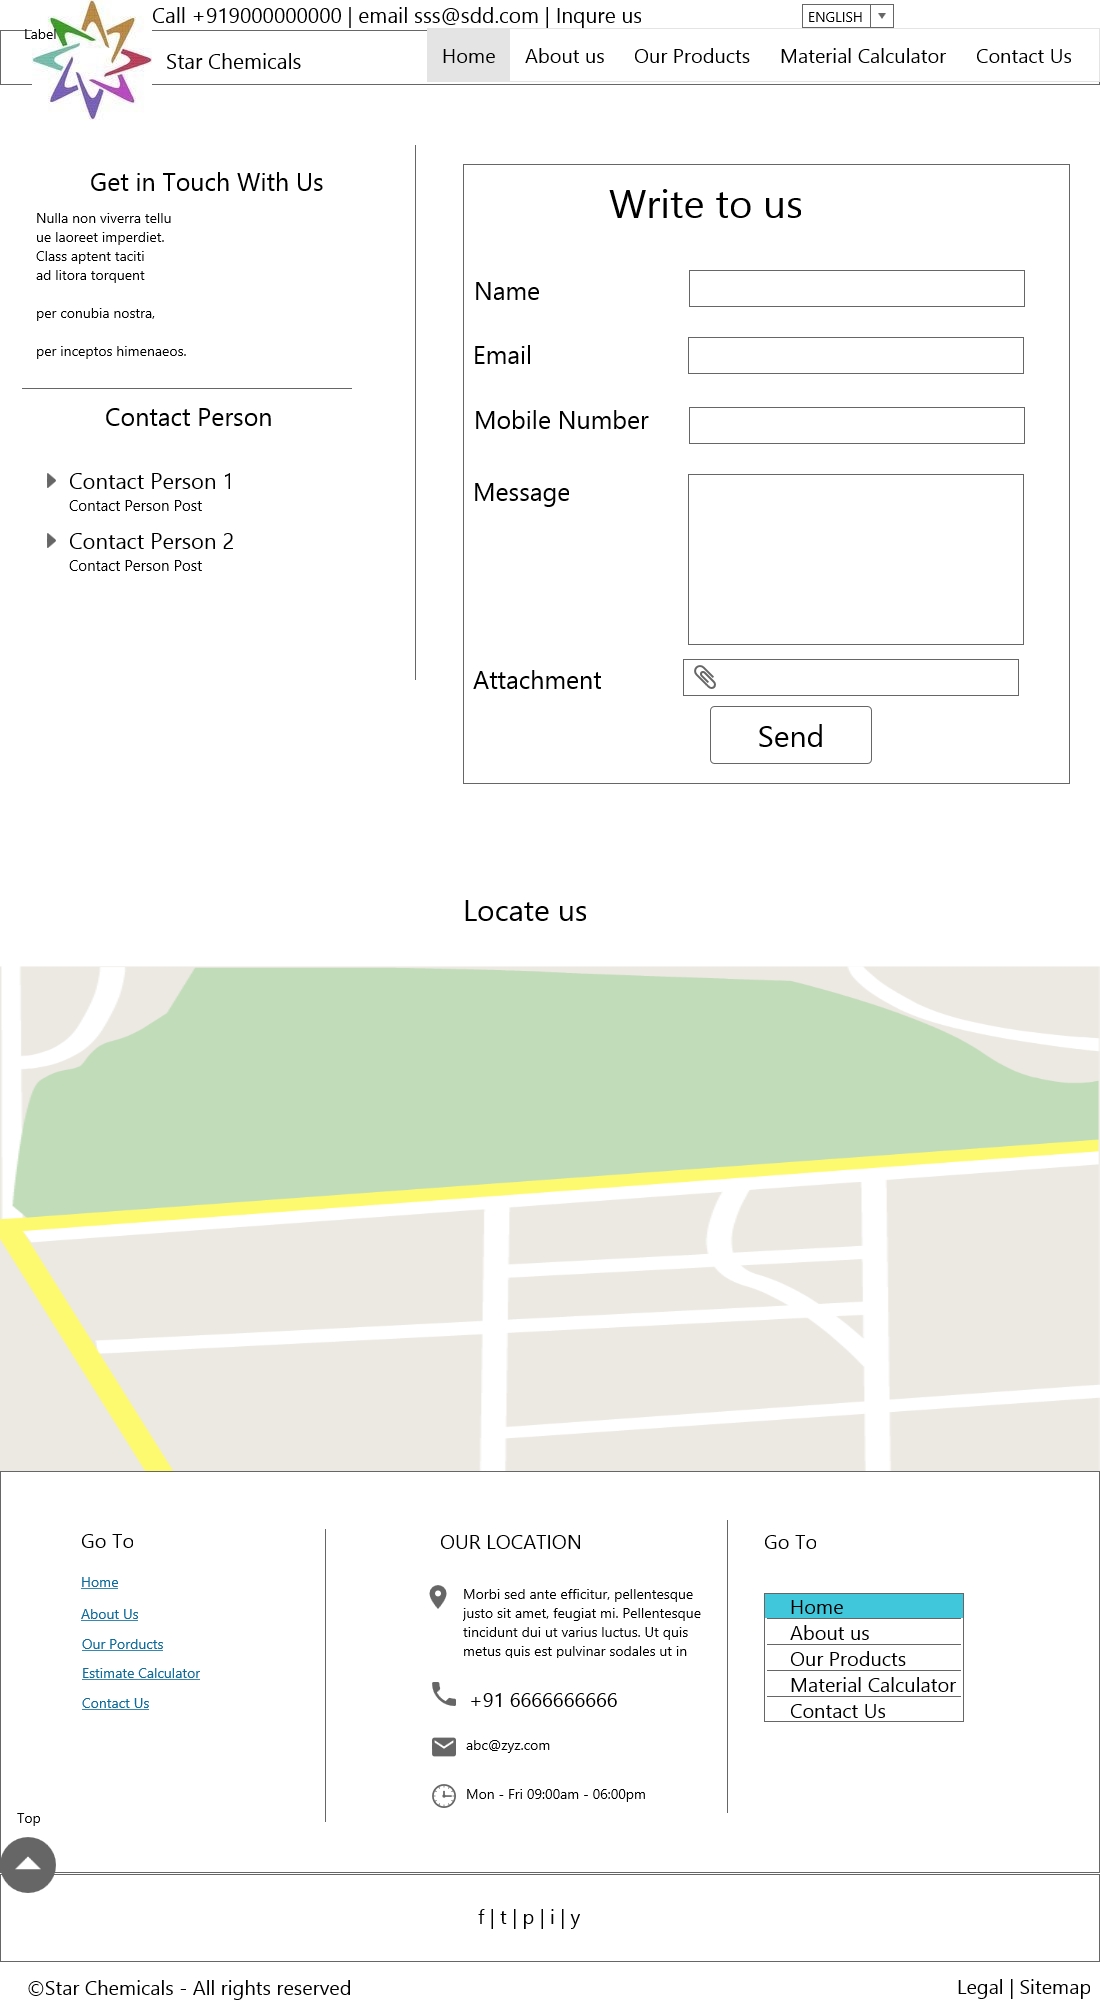 Call +919000000000 | email sss@sdd.com | Inqure us
ENGLISH
Label
Star Chemicals
Home
About us
Our Products
Material Calculator
Contact Us
Get in Touch With Us
Nulla non viverra tellu
ue laoreet imperdiet.
Class aptent taciti
ad litora torquent
per conubia nostra,
per inceptos himenaeos.
Contact Person
Contact Person 1
Contact Person Post
Contact Person 2
Contact Person Post
Write to us
Name
Email
Mobile Number
Message
Attachment
Send
Locate us
Go To
Home
About Us
Our Porducts
Estimate Calculator
Contact Us
Top
OUR LOCATION
Morbi sed ante efficitur, pellentesque
justo sit amet, feugiat mi. Pellentesque
tincidunt dui ut varius luctus. Ut quis
metus quis est pulvinar sodales ut in
+91 6666666666
abc@zyz.com
Mon - Fri 09:00am - 06:00pm
Go To
Home
About us
Our Products
Material Calculator
Contact Us
f | t | p | i | y
©Star Chemicals - All rights reserved
Legal | Sitemap